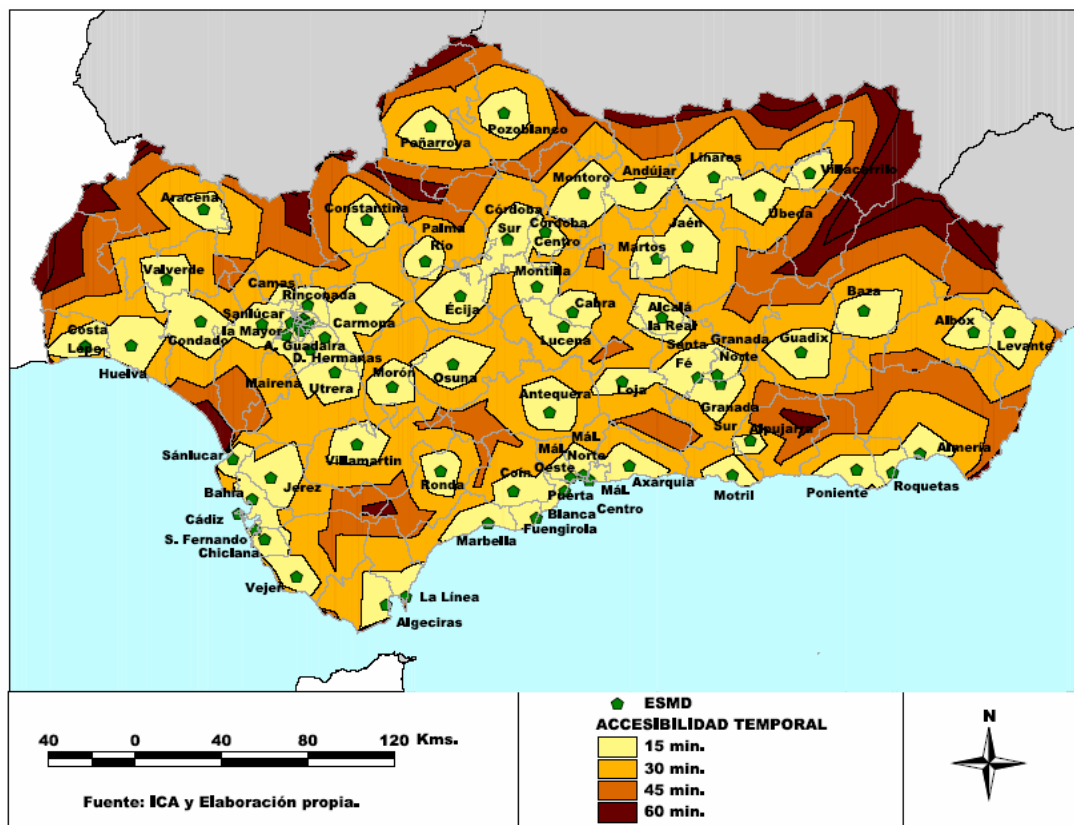 Peñarroya
Pozoblanco
Aracena
Constantina
Montoro
Andújar
Linares
Villacarrillo
Úbeda
Palma
Río
Córdoba
Sur
Córdoba
Centro
Jaén
Martos
Valverde
Camas
Rinconada
Sanlúcar
la Mayor
Carmona
Écija
Montilla
Cabra
Lucena
Alcalá
la Real
Baza
Albox
Levante
Costa
Lepe
Huelva
Condado
A. Guadaira
D. Hermanas
Mairena
Utrera
Morón
Osuna
Antequera
Loja
Santa
Fé
Granada
Norte
Guadix
Granada
Sur
Alpujarra
Almería
Sánlucar
Villamartin
Jerez
Ronda
Com.
Mál.
Oeste
Mál.
Norte
Puerta
Blanca
Mál.
Centro
Axarquia
Motril
Poniente
Roquetas
Bahía
Cádiz
S. Fernando
Chiclana
Vejer
Marbella
Fuengirola
La Línea
Algeciras
40 0 40 80 120 Kms.
Fuente: ICA y Elaboración propia.
ESMD
ACCESIBILIDAD TEMPORAL
15 min.
30 min.
45 min.
60 min.
N